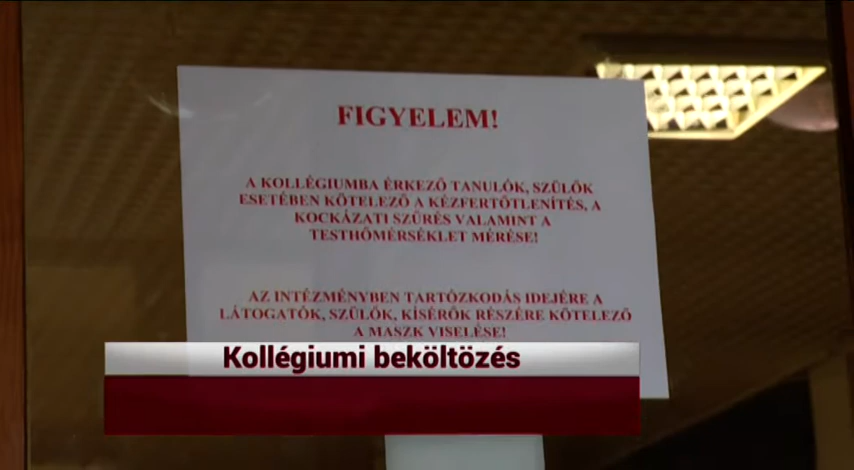 FIGYELEM!
A KOLLÉGIUMBA ÉRKEZŐ TANULÓK, SZÜLŐK
ESETÉBEN KÖTELEZŐ A KÉZFERTŐTLENÍTÉS, A
KOCKÁZATI SZŰRÉS VALAMINT A
TESTHŐMÉRSÉKLET MÉRÉSE!
AZ INTÉZMÉNYBEN TARTÓZKODÁS IDEJÉRE A
LÁTOGATÓK, SZÜLŐK, KÍSÉRŐK RÉSZÉRE KÖTELEZŐ
A MASZK VISELÉSE!
Kollégiumi beköltözés